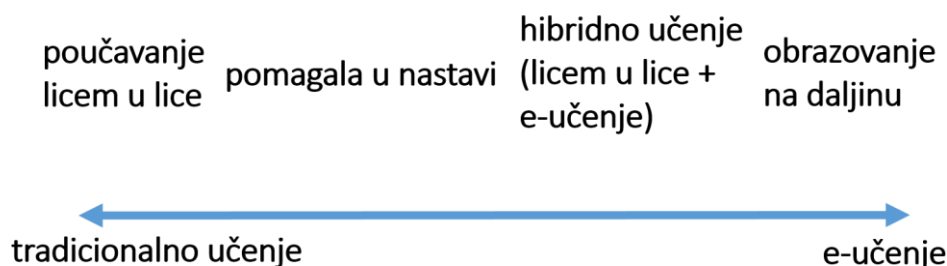 poučavanje
licem u lice
pomagala u nastavi
hibridno učenje
(licem u lice +
e-učenje)
obrazovanje
na daljinu
tradicionalno učenje
e-učenje